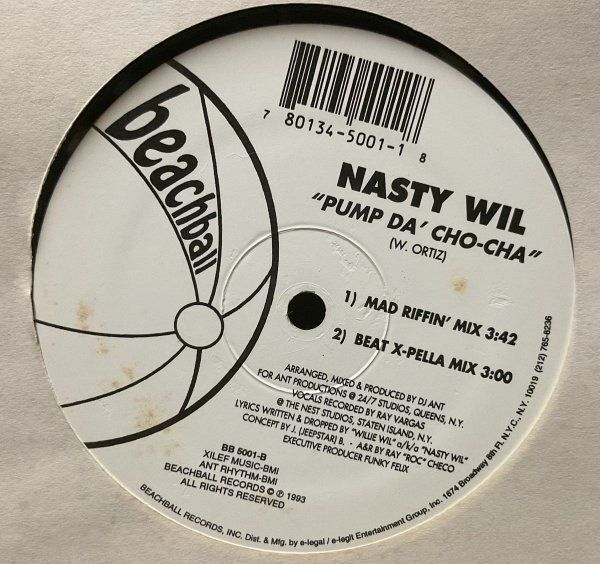 beachball
7 80134-5001-1 8
NASTY WIL
"PUMP DA' CHO-CHA"
(W. ORTIZ)
1) MAD RIFFIN' MIX 3:42
2) BEAT X-PELLA MIX 3:00
ARRANGED, MIXED & PRODUCED BY DJ ANT
FOR ANT PRODUCTIONS @ 24/7 STUDIOS, QUEENS, N.Y.
VOCALS RECORDED BY RAY VARGAS
@ THE NEST STUDIOS, STATEN ISLAND, N.Y.
LYRICS WRITTEN & DROPPED BY "WILLIE WIL" a/k/a "NASTY WIL"
CONCEPT BY J. [JEEPSTAR] B. - A&R BY RAY "ROC" CHECO
EXECUTIVE PRODUCER FUNKY FELIX
BB 5001-B
XILEF MUSIC-BMI
ANT RHYTHM-BMI
BEACHBALL RECORDS © ℗ 1993
ALL RIGHTS RESERVED
BEACHBALL RECORDS, INC. Dist. & Mfg. by e-legal / e-legit Entertainment Group, Inc. 1674 Broadway 8th Fl. N.Y.C., N.Y. 10019 (212) 765-6236